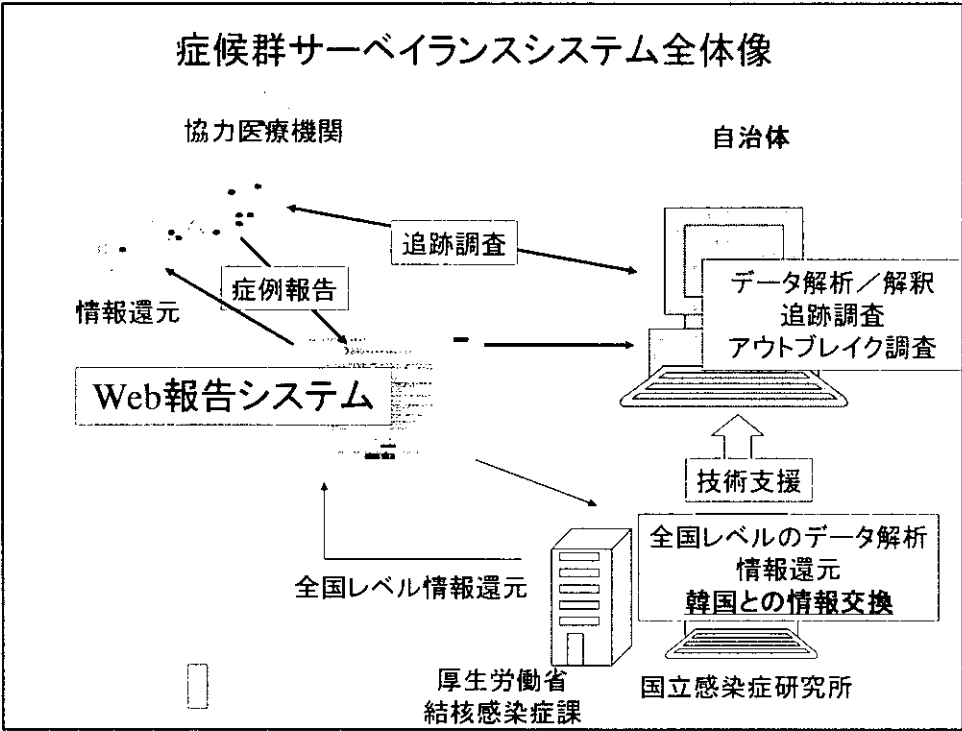 症候群サーベイランスシステム全体像
協力医療機関
自治体
追跡調査
症例報告
情報還元
データ解析／解釈
追跡調査
アウトブレイク調査
Web報告システム
技術支援
全国レベルのデータ解析
情報還元
韓国との情報交換
全国レベル情報還元
厚生労働省
結核感染症課
国立感染症研究所